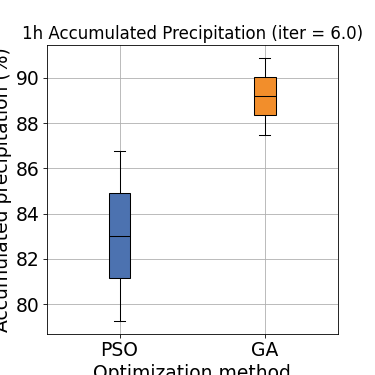 1h Accumulated Precipitation (iter = 6.0)
Accumulated precipitation (%)
90
88
86
84
82
80
PSO GA
Optimization method